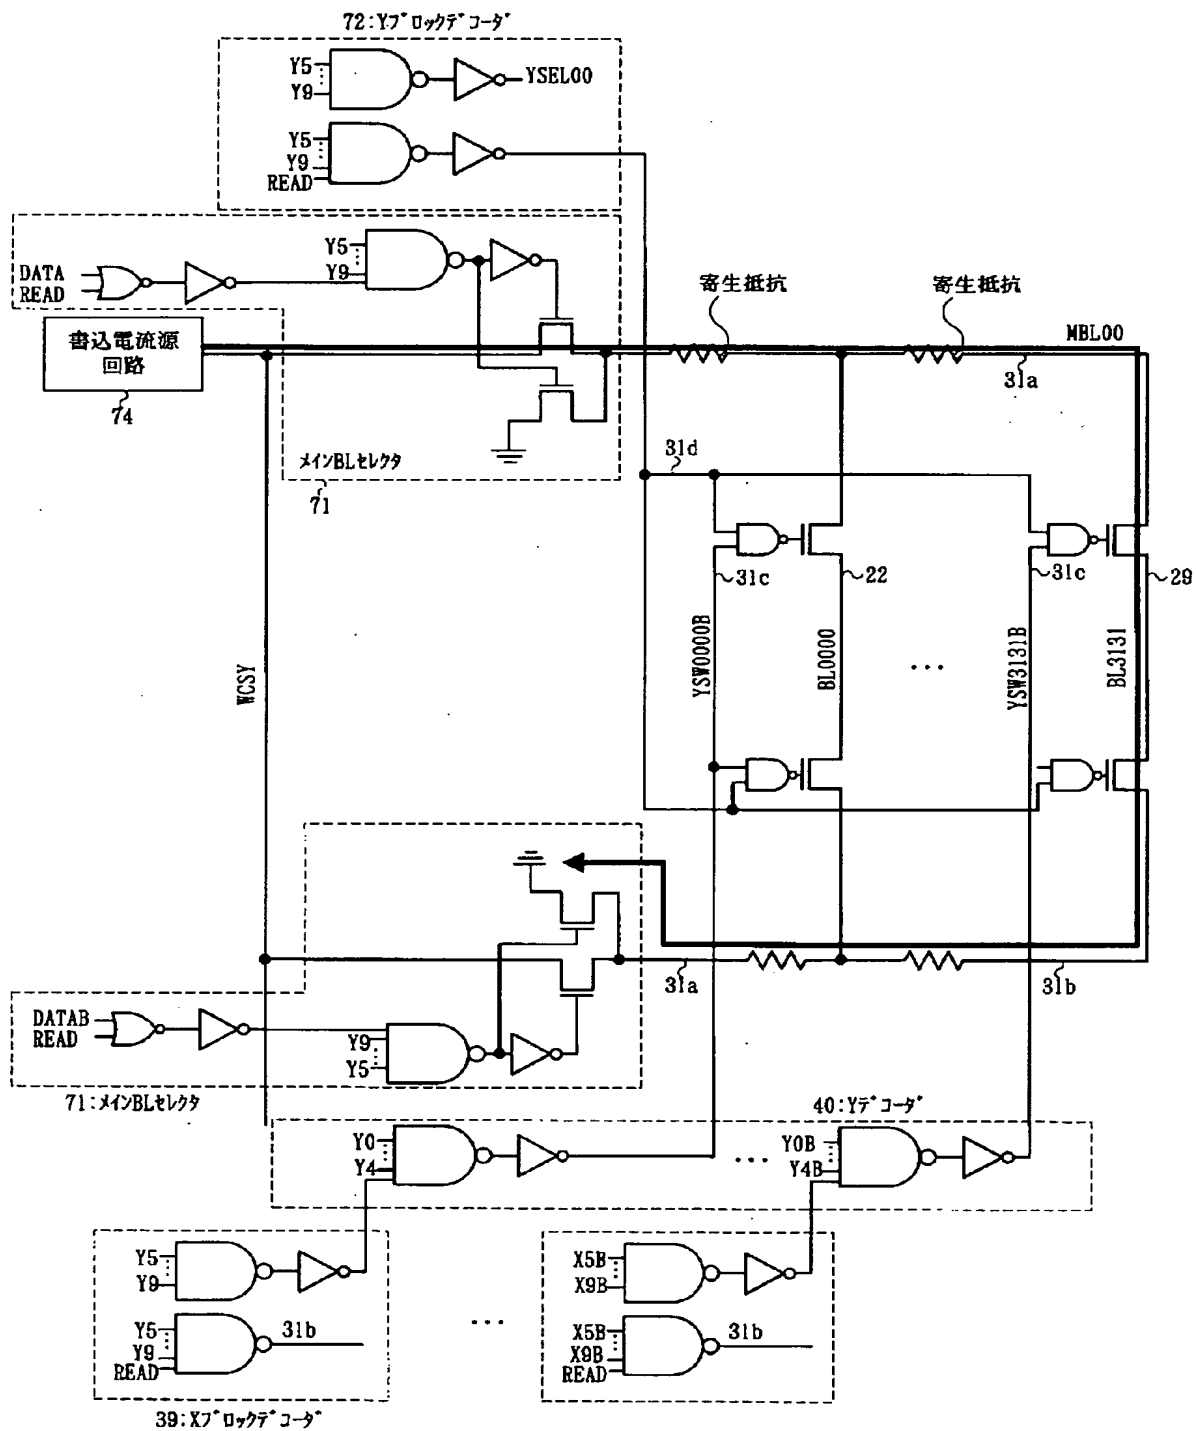 72:Yブロックデコーダ
Y5
Y9
YSEL00
Y5
Y9
READ
DATA
READ
Y5
Y9
書込電流源
回路
74
メインBLセレクタ
71
寄生抵抗
寄生抵抗
MBL00
31a
31d
31c
22
31c
29
WCSY
YSW0000B
BL0000
...
YSW3131B
BL3131
31a
31b
DATAB
READ
Y9
Y5
71:メインBLセレクタ
40:Yデコーダ
Y0
Y4
...
Y0B
Y4B
Y5
Y9
Y5
Y9
READ
31b
...
X5B
X9B
X5B
X9B
READ
31b
39:Xブロックデコーダ